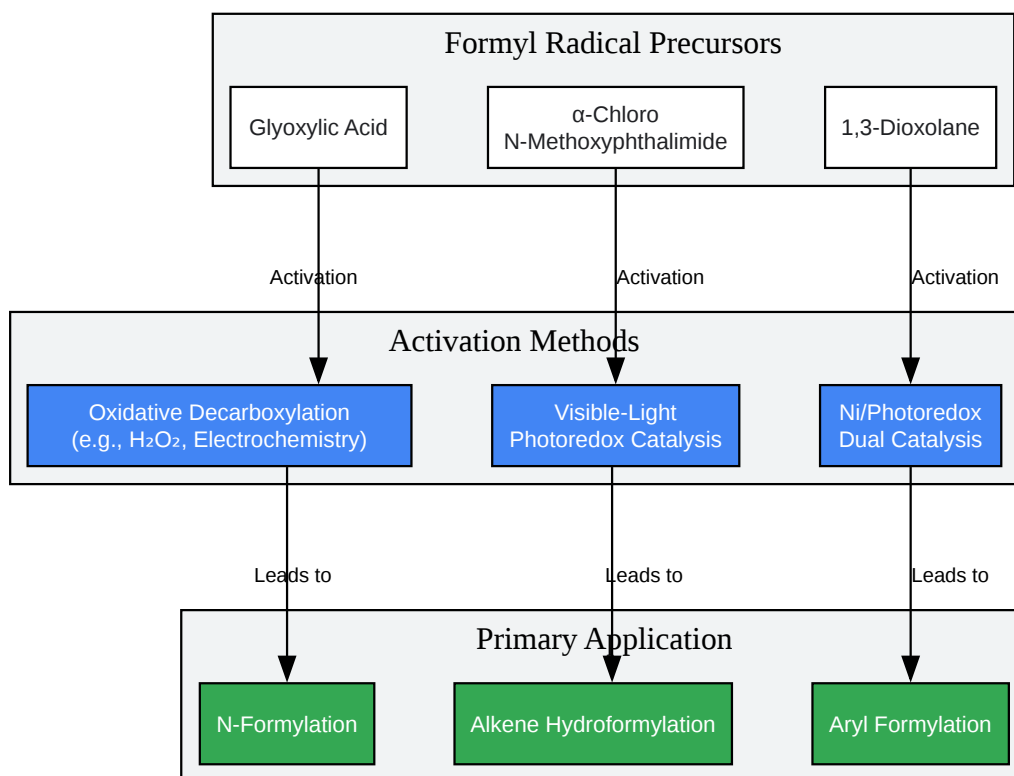 Formyl Radical Precursors
Glyoxylic Acid
α-Chloro
N-Methoxyphthalimide
1,3-Dioxolane
Activation
Activation
Activation
Activation Methods
Oxidative Decarboxylation
(e.g., H₂O₂, Electrochemistry)
Visible-Light
Photoredox Catalysis
Ni/Photoredox
Dual Catalysis
Leads to
Leads to
Leads to
Primary Application
N-Formylation
Alkene Hydroformylation
Aryl Formylation